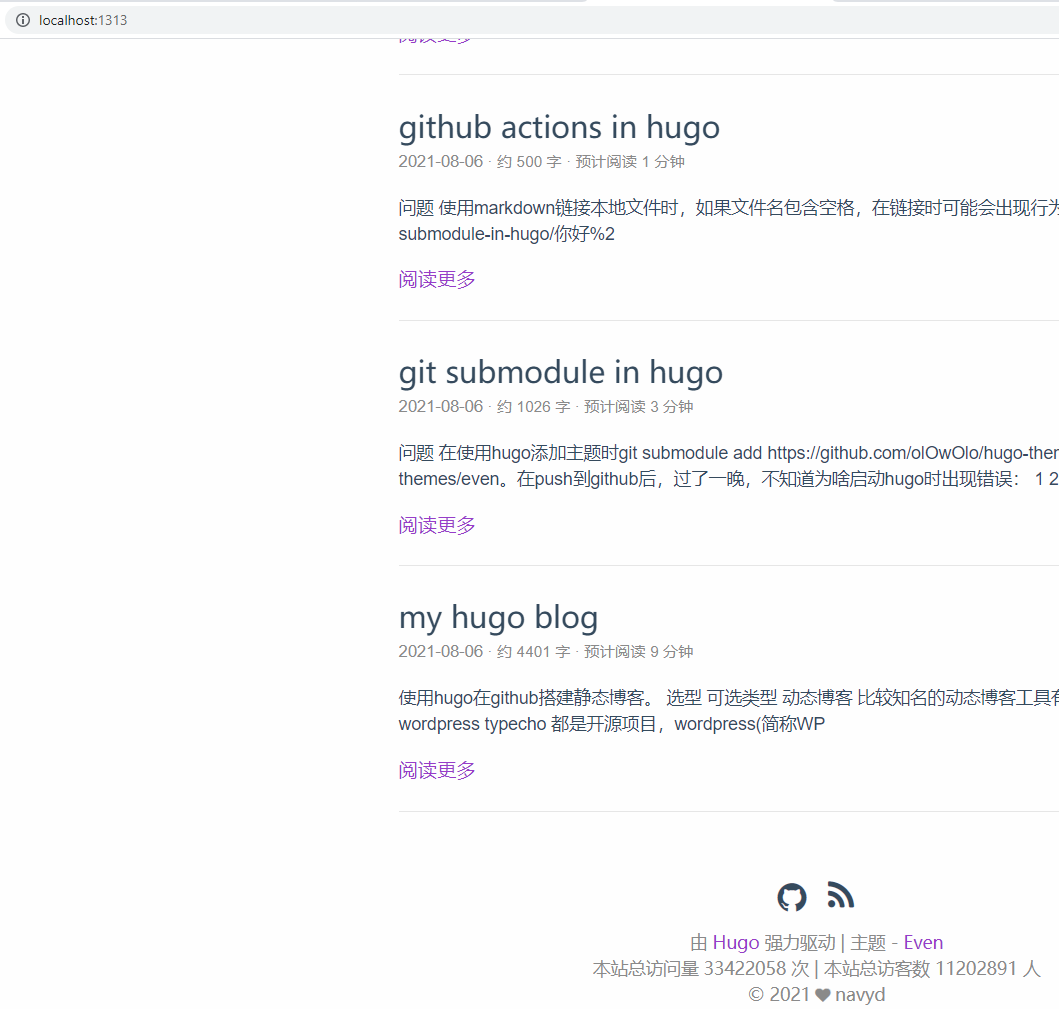 localhost:1313
阅读更多
github actions in hugo
2021-08-06 · 约 500 字 · 预计阅读 1 分钟
问题 使用markdown链接本地文件时，如果文件名包含空格，在链接时可能会出现行为
submodule-in-hugo/你好%2
阅读更多
git submodule in hugo
2021-08-06 · 约 1026 字 · 预计阅读 3 分钟
问题 在使用hugo添加主题时git submodule add https://github.com/olOwOlo/hugo-then
themes/even。在push到github后，过了一晚，不知道为啥启动hugo时出现错误： 1 2
阅读更多
my hugo blog
2021-08-06 · 约 4401 字 · 预计阅读 9 分钟
使用hugo在github搭建静态博客。 选型 可选类型 动态博客 比较知名的动态博客工具有
wordpress typecho 都是开源项目，wordpress(简称WP
阅读更多
由 Hugo 强力驱动 | 主题 - Even
本站总访问量 33422058 次 | 本站总访客数 11202891 人
© 2021 ❤ navyd